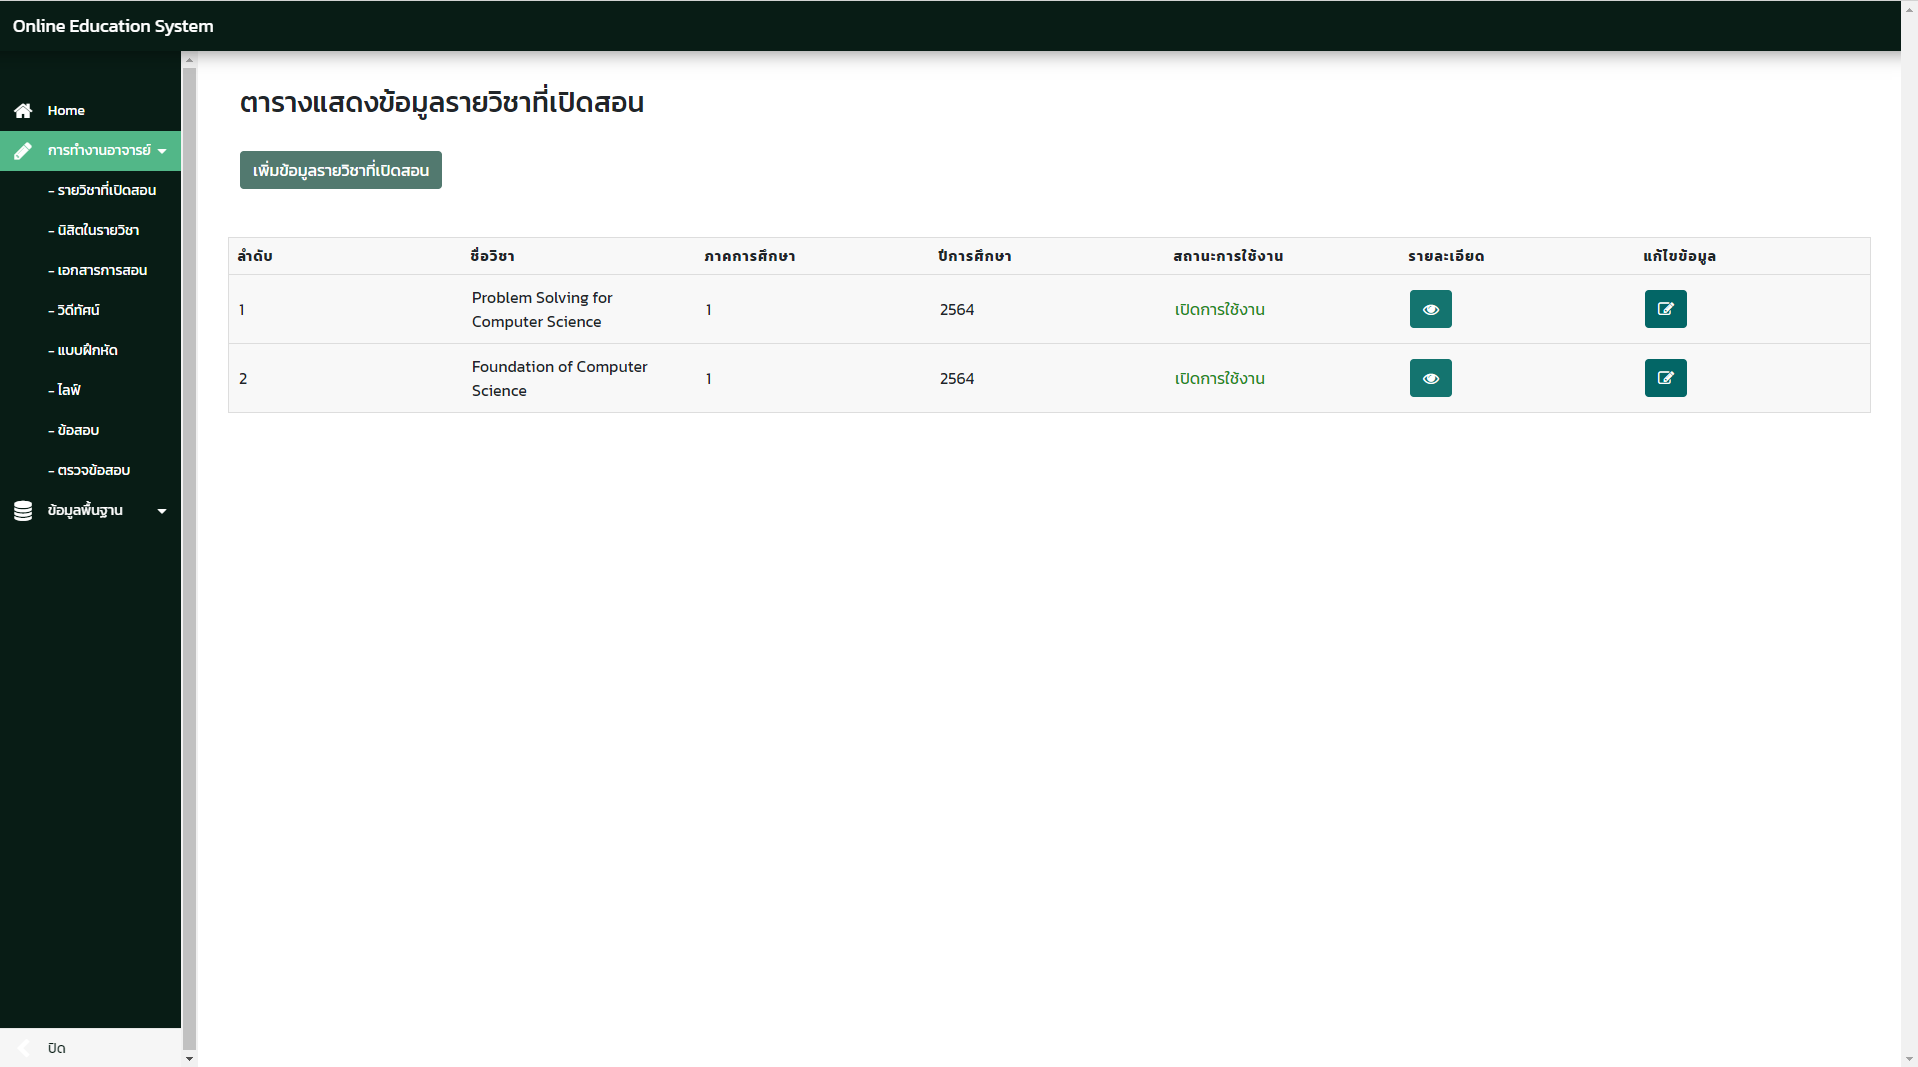 Online Education System
Home
การทำงานอาจารย์
- รายวิชาที่เปิดสอน
- นิสิตในรายวิชา
- เอกสารการสอน
- วิดีทัศน์
- แบบฝึกหัด
- ไลฟ์
- ข้อสอบ
- ตรวจข้อสอบ
ข้อมูลพื้นฐาน
ปิด
ตารางแสดงข้อมูลรายวิชาที่เปิดสอน
เพิ่มข้อมูลรายวิชาที่เปิดสอน
ลำดับ ชื่อวิชา ภาคการศึกษา ปีการศึกษา สถานะการใช้งาน รายละเอียด แก้ไขข้อมูล
1 Problem Solving for Computer Science 1 2564 เปิดการใช้งาน
2 Foundation of Computer Science 1 2564 เปิดการใช้งาน